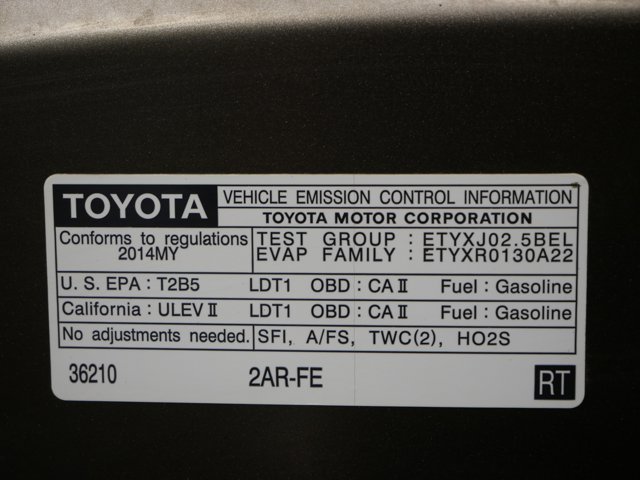 TOYOTA VEHICLE EMISSION CONTROL INFORMATION
TOYOTA MOTOR CORPORATION
Conforms to regulations
2014MY
TEST GROUP : ETYXJ02.5BEL
EVAP FAMILY : ETYXR0130A22
U. S. EPA : T2B5 LDT1 OBD : CA II Fuel : Gasoline
California : ULEV II LDT1 OBD : CA II Fuel : Gasoline
No adjustments needed. SFI, A/FS, TWC(2), HO2S
36210 2AR-FE RT